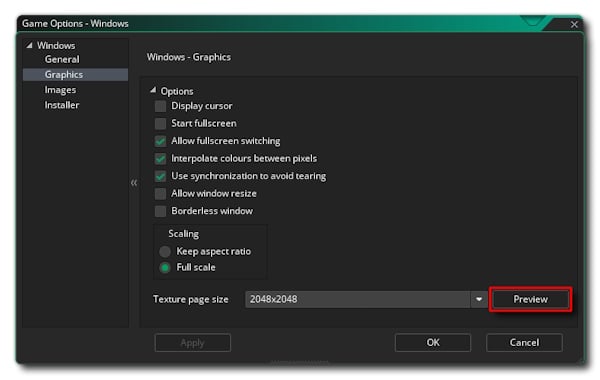 Game Options - Windows
Windows
General
Graphics
Images
Installer
Windows - Graphics
Options
Display cursor
Start fullscreen
Allow fullscreen switching
Interpolate colours between pixels
Use synchronization to avoid tearing
Allow window resize
Borderless window
Scaling
Keep aspect ratio
Full scale
Texture page size 2048x2048 Preview
Apply OK Cancel